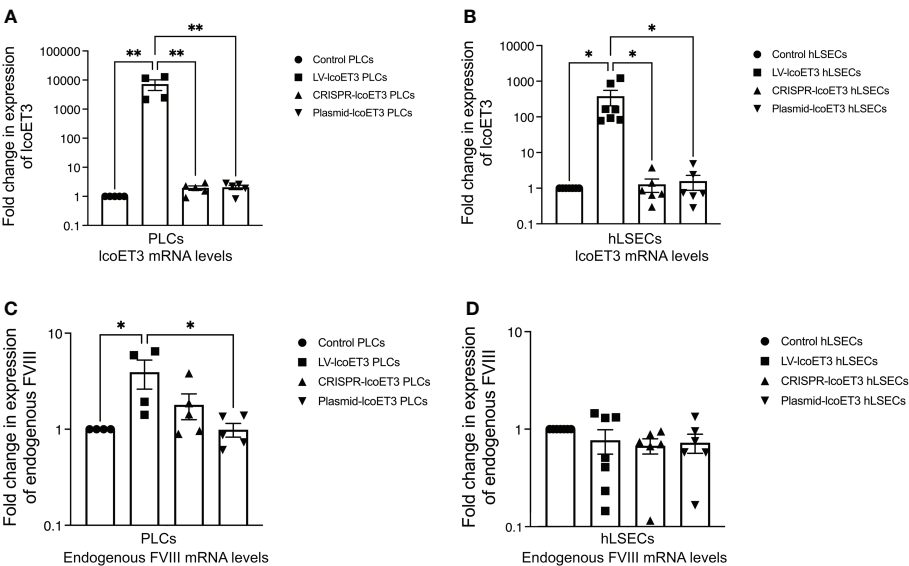 A
Fold change in expression
of lcoET3
100000
10000
1000
100
10
1
0.1
**
**
**
PLCs
lcoET3 mRNA levels
Control PLCs
LV-lcoET3 PLCs
CRISPR-lcoET3 PLCs
Plasmid-lcoET3 PLCs
B
Fold change in expression
of lcoET3
10000
1000
100
10
1
0.1
*
*
*
hLSECs
lcoET3 mRNA levels
Control hLSECs
LV-lcoET3 hLSECs
CRISPR-lcoET3 hLSECs
Plasmid-lcoET3 hLSECs
C
Fold change in expression
of endogenous FVIII
10
1
0.1
*
*
PLCs
Endogenous FVIII mRNA levels
Control PLCs
LV-lcoET3 PLCs
CRISPR-lcoET3 PLCs
Plasmid-lcoET3 PLCs
D
Fold change in expression
of endogenous FVIII
10
1
0.1
hLSECs
Endogenous FVIII mRNA levels
Control hLSECs
LV-lcoET3 hLSECs
CRISPR-lcoET3 hLSECs
Plasmid-lcoET3 hLSECs